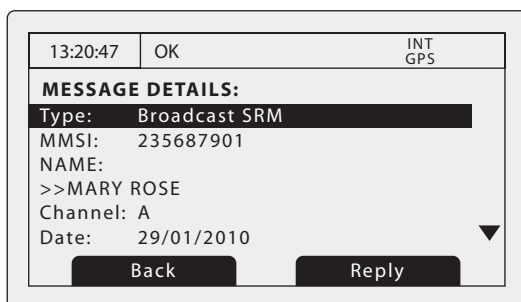 13:20:47 OK INT
GPS
MESSAGE DETAILS:
Type: Broadcast SRM
MMSI: 235687901
NAME:
>>MARY ROSE
Channel: A
Date: 29/01/2010
Back Reply